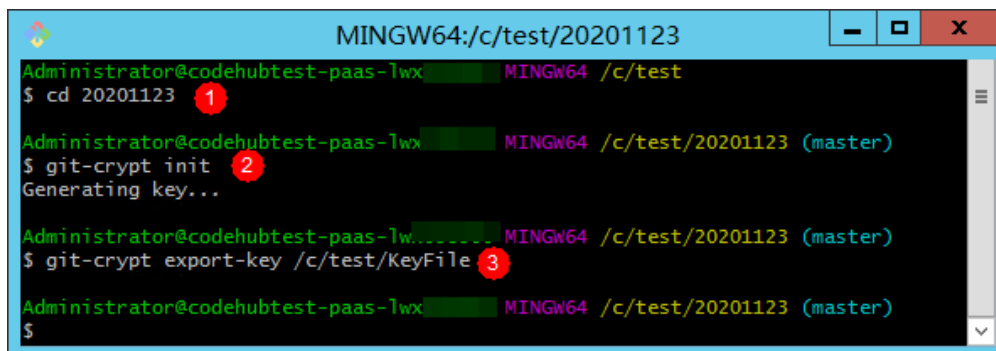 MINGW64:/c/test/20201123
Administrator@codehubtest-paas-lwx MINGW64 /c/test
$ cd 20201123 1
Administrator@codehubtest-paas-lwx MINGW64 /c/test/20201123 (master)
$ git-crypt init 2
Generating key...
Administrator@codehubtest-paas-lw MINGW64 /c/test/20201123 (master)
$ git-crypt export-key /c/test/KeyFile 3
Administrator@codehubtest-paas-lwx MINGW64 /c/test/20201123 (master)
$